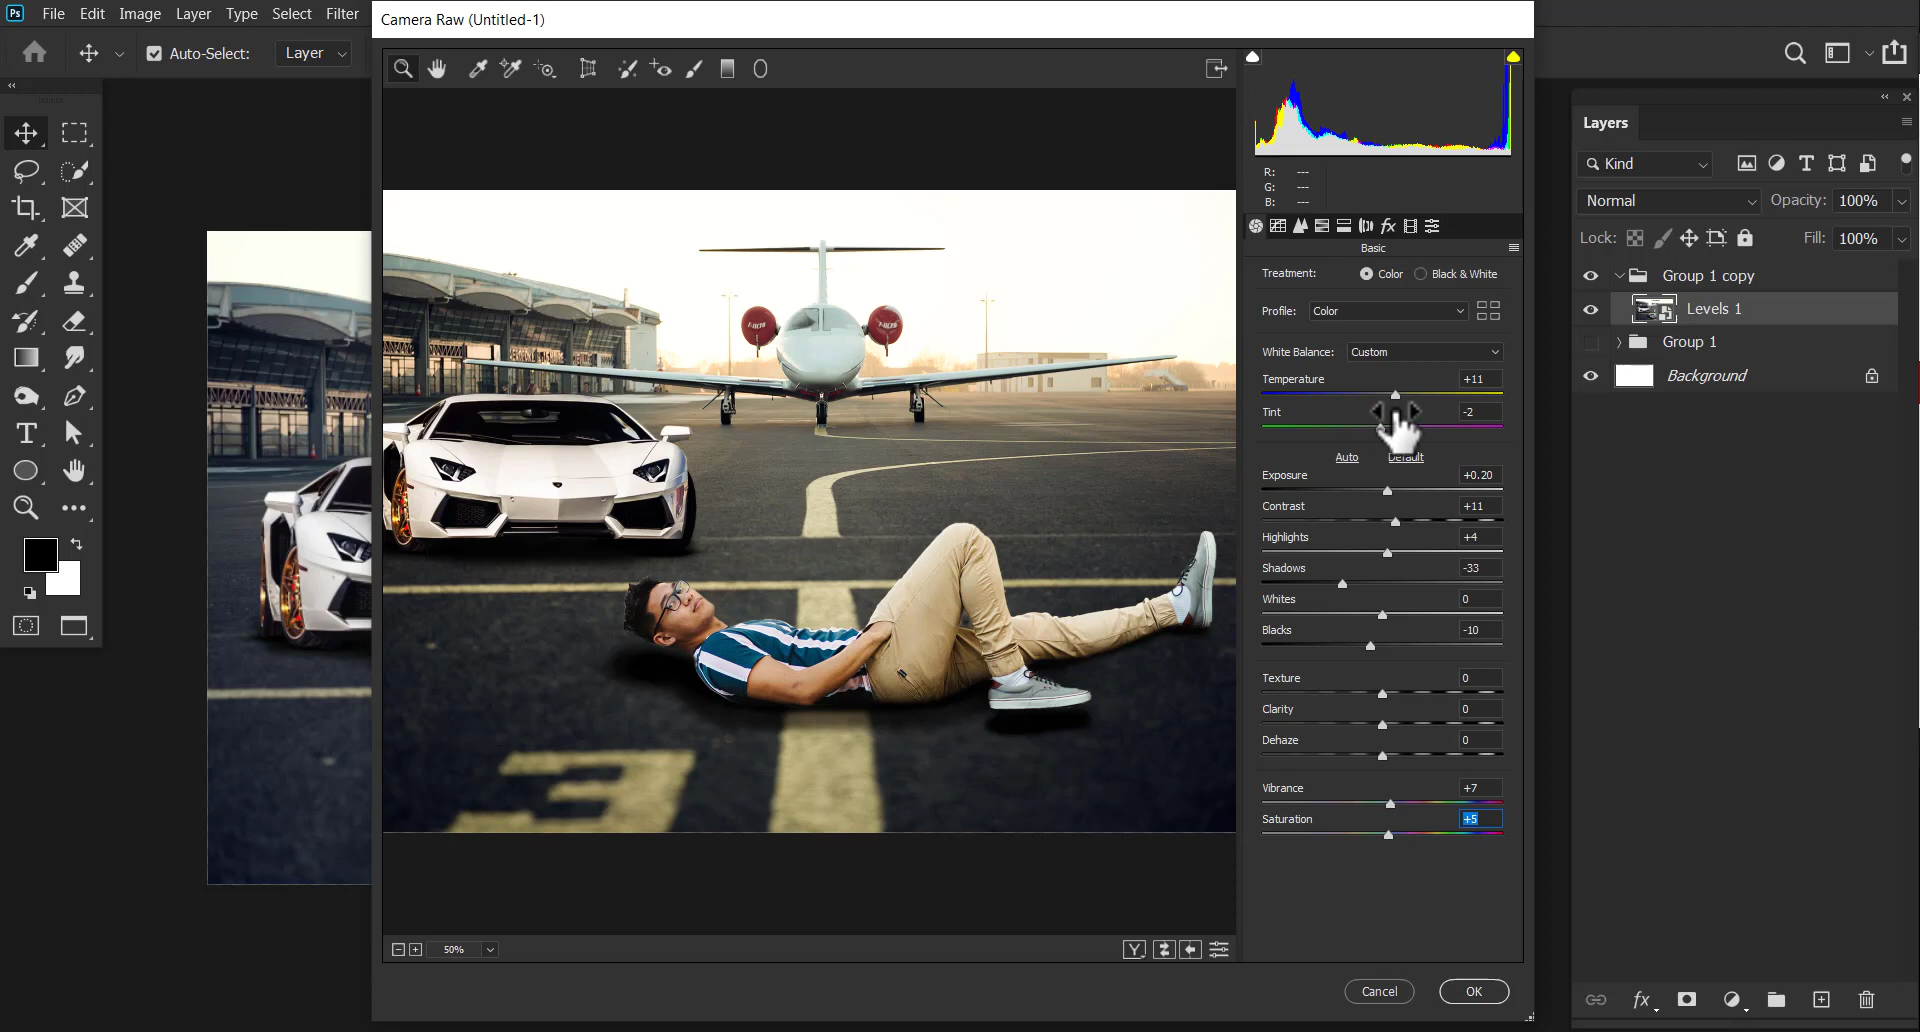 Ps File Edit Image Layer Type Select Filter
Camera Raw (Untitled-1)
Auto-Select: Layer
R: ---
G: ---
B: ---
Basic
Treatment: Color Black & White
Profile: Color
White Balance: Custom
Temperature +11
Tint -2
Auto Default
Exposure +0.20
Contrast +11
Highlights +4
Shadows -33
Whites 0
Blacks -10
Texture 0
Clarity 0
Dehaze 0
Vibrance +7
Saturation +5
50%
Cancel OK
Layers
Kind
Normal Opacity: 100%
Lock: Fill: 100%
Group 1 copy
Levels 1
Group 1
Background